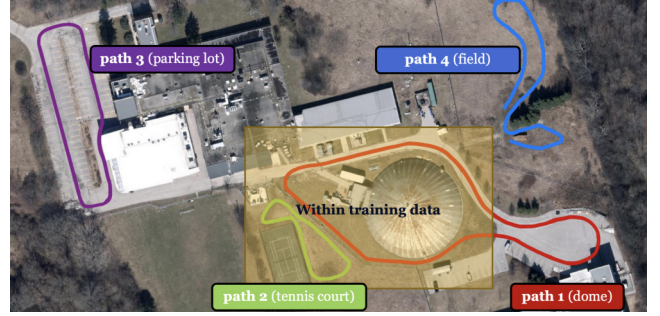 path 3 (parking lot)
path 4 (field)
Within training data
path 2 (tennis court)
path 1 (dome)